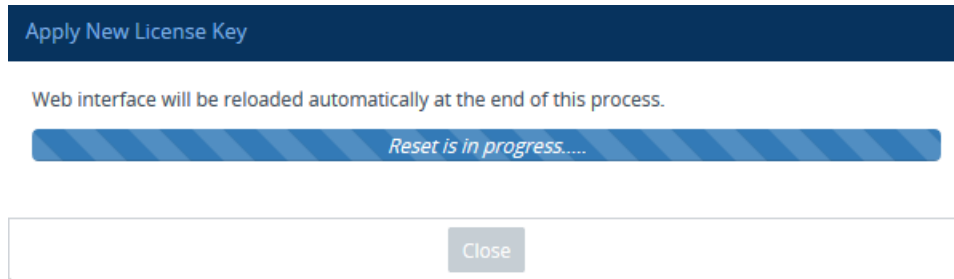 Apply New License Key
Web interface will be reloaded automatically at the end of this process.
Reset is in progress.....
Close